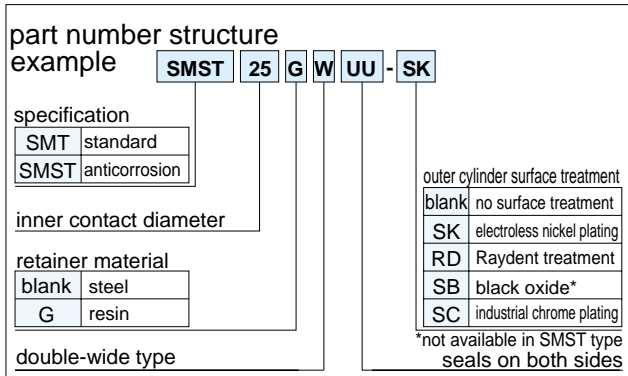 part number structure
example SMST 25 G W UU - SK
specification
SMT standard
SMST anticorrosion
inner contact diameter
retainer material
blank steel
G resin
double-wide type
outer cylinder surface treatment
blank no surface treatment
SK electroless nickel plating
RD Raydent treatment
SB black oxide*
SC industrial chrome plating
*not available in SMST type
seals on both sides